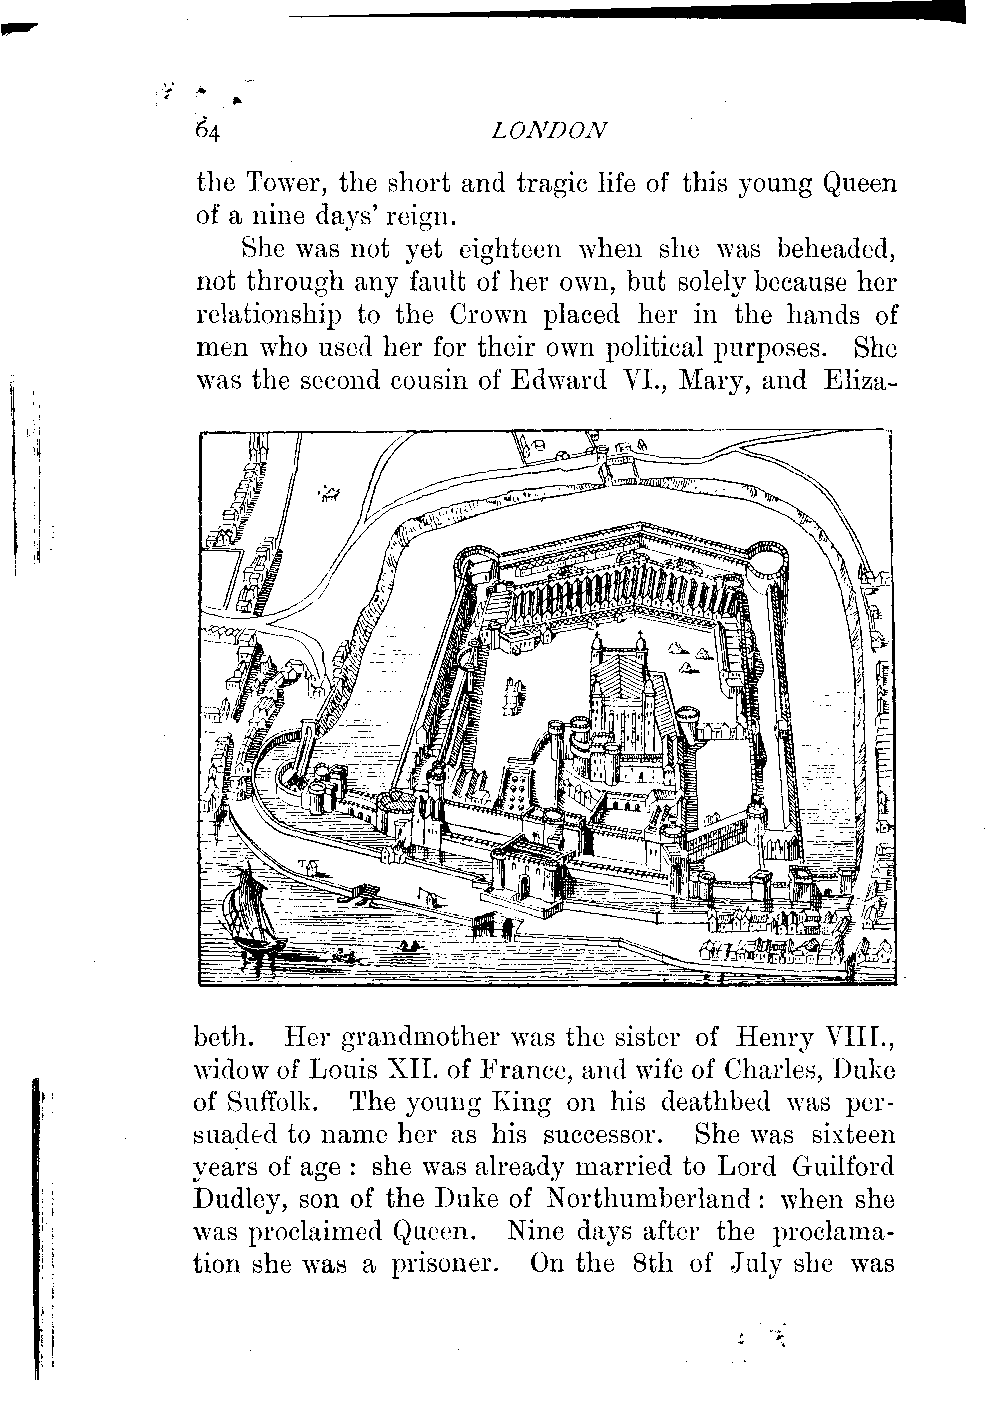 64 LONDON
the Tower, the short and tragic life of this young Queen
of a nine days' reign.
She was not yet eighteen when she was beheaded,
not through any fault of her own, but solely because her
relationship to the Crown placed her in the hands of
men who used her for their own political purposes. She
was the second cousin of Edward VI., Mary, and Eliza-
beth. Her grandmother was the sister of Henry VIII.,
widow of Louis XII. of France, and wife of Charles, Duke
of Suffolk. The young King on his deathbed was per-
suaded to name her as his successor. She was sixteen
years of age : she was already married to Lord Guilford
Dudley, son of the Duke of Northumberland : when she
was proclaimed Queen. Nine days after the proclama-
tion she was a prisoner. On the 8th of July she was